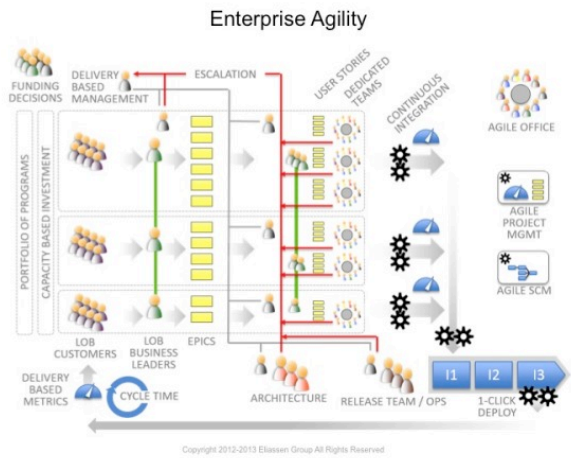 Enterprise Agility
FUNDING
DECISIONS
DELIVERY
BASED
MANAGEMENT
ESCALATION
USER STORIES
DEDICATED
TEAMS
CONTINUOUS
INTEGRATION
AGILE OFFICE
PORTFOLIO OF PROGRAMS
CAPACITY BASED INVESTMENT
AGILE
PROJECT
MGMT
AGILE SCM
LOB
CUSTOMERS
LOB
BUSINESS
LEADERS
EPICS
ARCHITECTURE
RELEASE TEAM / OPS
I1
I2
I3
1-CLICK
DEPLOY
DELIVERY
BASED
METRICS
CYCLE TIME
Copyright 2012-2013 Eliassen Group All Rights Reserved